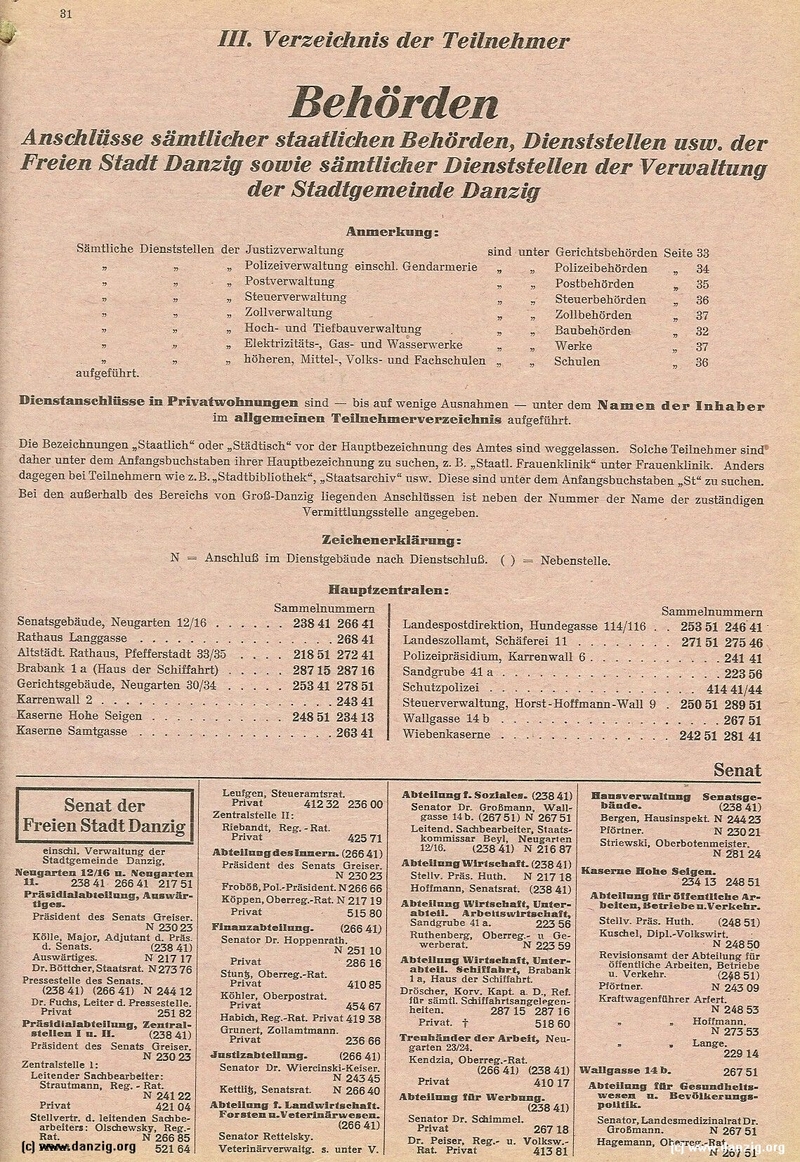 31
III. Verzeichnis der Teilnehmer
Behörden
Anschlüsse sämtlicher staatlichen Behörden, Dienststellen usw. der
Freien Stadt Danzig sowie sämtlicher Dienststellen der Verwaltung
der Stadtgemeinde Danzig
Anmerkung:
Sämtliche Dienststellen der Justizverwaltung sind unter Gerichtsbehörden Seite 33
„ „ „ Polizeiverwaltung einschl. Gendarmerie „ „ Polizeibehörden „ 34
„ „ „ Postverwaltung „ „ Postbehörden „ 35
„ „ „ Steuerverwaltung „ „ Steuerbehörden „ 36
„ „ „ Zollverwaltung „ „ Zollbehörden „ 37
„ „ „ Hoch- und Tiefbauverwaltung „ „ Baubehörden „ 32
„ „ „ Elektrizitäts-, Gas- und Wasserwerke „ „ Werke „ 37
„ „ „ höheren, Mittel-, Volks- und Fachschulen „ „ Schulen „ 36
aufgeführt.
Dienstanschlüsse in Privatwohnungen sind — bis auf wenige Ausnahmen — unter dem Namen der Inhaber
im allgemeinen Teilnehmerverzeichnis aufgeführt.
Die Bezeichnungen „Staatlich“ oder „Städtisch“ vor der Hauptbezeichnung des Amtes sind weggelassen. Solche Teilnehmer sind
daher unter dem Anfangsbuchstaben ihrer Hauptbezeichnung zu suchen, z. B. „Staatl. Frauenklinik“ unter Frauenklinik. Anders
dagegen bei Teilnehmern wie z. B. „Stadtbibliothek“, „Staatsarchiv“ usw. Diese sind unter dem Anfangsbuchstaben „St“ zu suchen.
Bei den außerhalb des Bereichs von Groß-Danzig liegenden Anschlüssen ist neben der Nummer der Name der zuständigen
Vermittlungsstelle angegeben.
Zeichenerklärung:
N = Anschluß im Dienstgebäude nach Dienstschluß. ( ) = Nebenstelle.
Hauptzentralen:
Sammelnummern
Senatsgebäude, Neugarten 12/16 . . . . . . 238 41 266 41
Rathaus Langgasse . . . . . . . . . . . . . . . . 268 41
Altstädt. Rathaus, Pfefferstadt 33/35 . . . . . 218 51 272 41
Brabank 1 a (Haus der Schiffahrt) . . . . . . 287 15 287 16
Gerichtsgebäude, Neugarten 30/34 . . . . . . 253 41 278 51
Karrenwall 2 . . . . . . . . . . . . . . . . . . 243 41
Kaserne Hohe Seigen . . . . . . . . . . . 248 51 234 13
Kaserne Samtgasse . . . . . . . . . . . . . . . . 263 41
Sammelnummern
Landespostdirektion, Hundegasse 114/116 . . 253 51 246 41
Landeszollamt, Schäferei 11 . . . . . . . . . 271 51 275 46
Polizeipräsidium, Karrenwall 6 . . . . . . . . . . . 241 41
Sandgrube 41 a . . . . . . . . . . . . . . . . . . 223 56
Schutzpolizei . . . . . . . . . . . . . . . . . . 414 41/44
Steuerverwaltung, Horst-Hoffmann-Wall 9 . 250 51 289 51
Wallgasse 14 b . . . . . . . . . . . . . . . . . . 267 51
Wiebenkaserne . . . . . . . . . . . . . 242 51 281 41
Senat
Senat der
Freien Stadt Danzig
einschl. Verwaltung der
Stadtgemeinde Danzig,
Neugarten 12/16 u. Neugarten
11. 238 41 266 41 217 51
Präsidialabteilung, Auswär-
tiges.
Präsident des Senats Greiser.
N 230 23
Kölle, Major, Adjutant d. Präs.
d. Senats. (238 41)
Auswärtiges. N 217 17
Dr. Böttcher, Staatsrat. N 273 76
Pressestelle des Senats.
(238 41) (266 41) N 244 12
Dr. Fuchs, Leiter d. Pressestelle.
Privat 251 82
Präsidialabteilung, Zentral-
stellen I u. II. (238 41)
Präsident des Senats Greiser.
N 230 23
Zentralstelle I:
Leitender Sachbearbeiter:
Strautmann, Reg. - Rat.
N 241 22
Privat 421 04
Stellvertr. d. leitenden Sachbe-
arbeiters: Olschewsky, Reg.-
Rat. N 266 85
521 64
Leufgen, Steueramtsrat.
Privat 412 32 236 00
Zentralstelle II:
Riebandt, Reg. - Rat.
Privat 425 71
Abteilung des Innern. (266 41)
Präsident des Senats Greiser.
N 230 23
Froböß, Pol.-Präsident. N 266 66
Köppen, Oberreg.-Rat. N 217 19
Privat 515 80
Finanzabteilung. (266 41)
Senator Dr. Hoppenrath.
N 251 10
Privat 286 16
Stuntz, Oberreg.-Rat.
Privat 410 85
Köhler, Oberpostrat.
Privat 454 67
Habich, Reg.-Rat. Privat 419 38
Grunert, Zollamtmann.
Privat 236 66
Justizabteilung. (266 41)
Senator Dr. Wiercinski-Keiser.
N 243 45
Kettlitz, Senatsrat. N 266 40
Abteilung f. Landwirtschaft.
Forsten u. Veterinärwesen.
(266 41)
Senator Rettelsky.
Veterinärverwaltg. s. unter V.
Abteilung f. Soziales. (238 41)
Senator Dr. Großmann, Wall-
gasse 14 b. (267 51) N 267 51
Leitend. Sachbearbeiter, Staats-
kommissar Beyl, Neugarten
12/16. (238 41) N 216 87
Abteilung Wirtschaft. (238 41)
Stellv. Präs. Huth. N 217 18
Hoffmann, Senatsrat. (238 41)
Abteilung Wirtschaft, Unter-
abteil. Arbeitswirtschaft,
Sandgrube 41 a. 223 56
Ruthenberg, Oberreg.- u. Ge-
werberat. N 223 59
Abteilung Wirtschaft, Unter-
abteil. Schiffahrt, Brabank
1 a, Haus der Schiffahrt.
Dröscher, Korv. Kapt. a. D., Ref.
für sämtl. Schiffahrtsangelegen-
heiten. 287 15 287 16
Privat. † 518 60
Treuhänder der Arbeit, Neu-
garten 23/24.
Kendzia, Oberreg.-Rat.
(266 41) (238 41)
Privat 410 17
Abteilung für Werbung.
(238 41)
Senator Dr. Schimmel.
Privat 267 18
Dr. Peiser, Reg.- u. Volksw.-
Rat. Privat 413 81
Hausverwaltung Senatsge-
bäude. (238 41)
Bergen, Hausinspekt. N 244 23
Pförtner. N 230 21
Striewski, Oberbotenmeister.
N 281 24
Kaserne Hohe Seigen.
234 13 248 51
Abteilung für öffentliche Ar-
beiten, Betriebe u. Verkehr.
Stellv. Präs. Huth. (248 51)
Kuschel, Dipl.-Volkswirt.
N 248 50
Revisionsamt der Abteilung für
öffentliche Arbeiten, Betriebe
u. Verkehr. (248 51)
Pförtner. N 243 09
Kraftwagenführer Arfert.
N 248 53
„ „ Hoffmann.
N 273 53
„ „ Lange.
229 14
Wallgasse 14 b. 267 51
Abteilung für Gesundheits-
wesen u. Bevölkerungs-
politik.
Senator, Landesmedizinalrat Dr.
Großmann. N 267 51
Hagemann, Oberreg.-Rat.
N 267 51
(c) www.danzig.org
(c) www.danzig.org